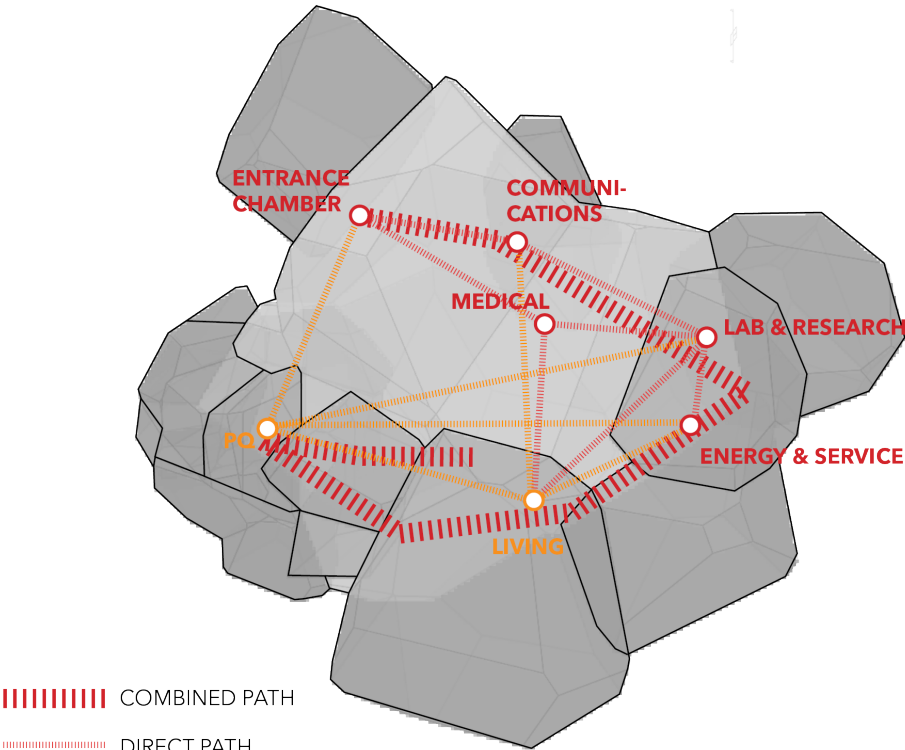 ENTRANCE
CHAMBER
COMMUNI-
CATIONS
MEDICAL
LAB & RESEARCH
PQ
ENERGY & SERVICE
LIVING
COMBINED PATH
DIRECT PATH